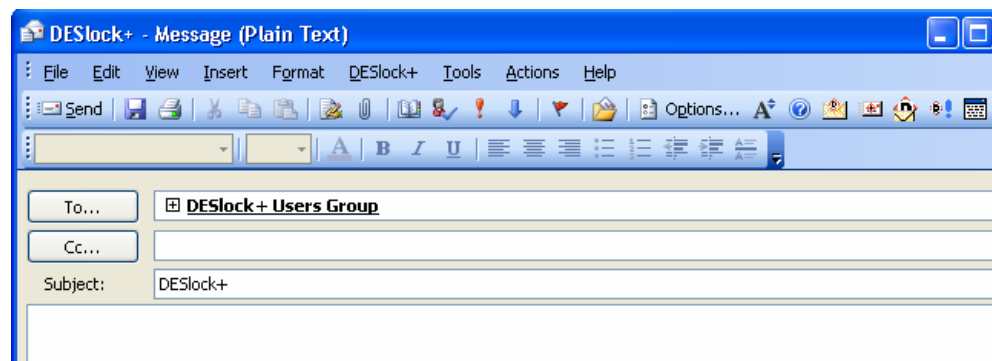 DESlock+ - Message (Plain Text)
File Edit View Insert Format DESlock+ Tools Actions Help
Send Options...
B I U
To... DESlock+ Users Group
Cc...
Subject: DESlock+